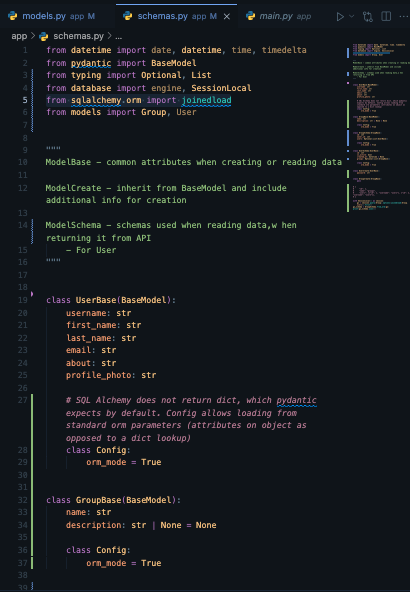 models.py app M
schemas.py app M ×
main.py app M
app > schemas.py > ...
1 from datetime import date, datetime, time, timedelta
2 from pydantic import BaseModel
3 from typing import Optional, List
4 from database import engine, SessionLocal
5 from sqlalchemy.orm import joinedload
6 from models import Group, User
7
8
9 """
10 ModelBase - common attributes when creating or reading data
11
12 ModelCreate - inherit from BaseModel and include
additional info for creation
13
14 ModelSchema - schemas used when reading data,w hen
returning it from API
15 - For User
16 """
17
18
19 class UserBase(BaseModel):
20 username: str
21 first_name: str
22 last_name: str
23 email: str
24 about: str
25 profile_photo: str
26
27 # SQL Alchemy does not return dict, which pydantic
expects by default. Config allows loading from
standard orm parameters (attributes on object as
opposed to a dict lookup)
28 class Config:
29 orm_mode = True
30
31
32 class GroupBase(BaseModel):
33 name: str
34 description: str | None = None
35
36 class Config:
37 orm_mode = True
38
39